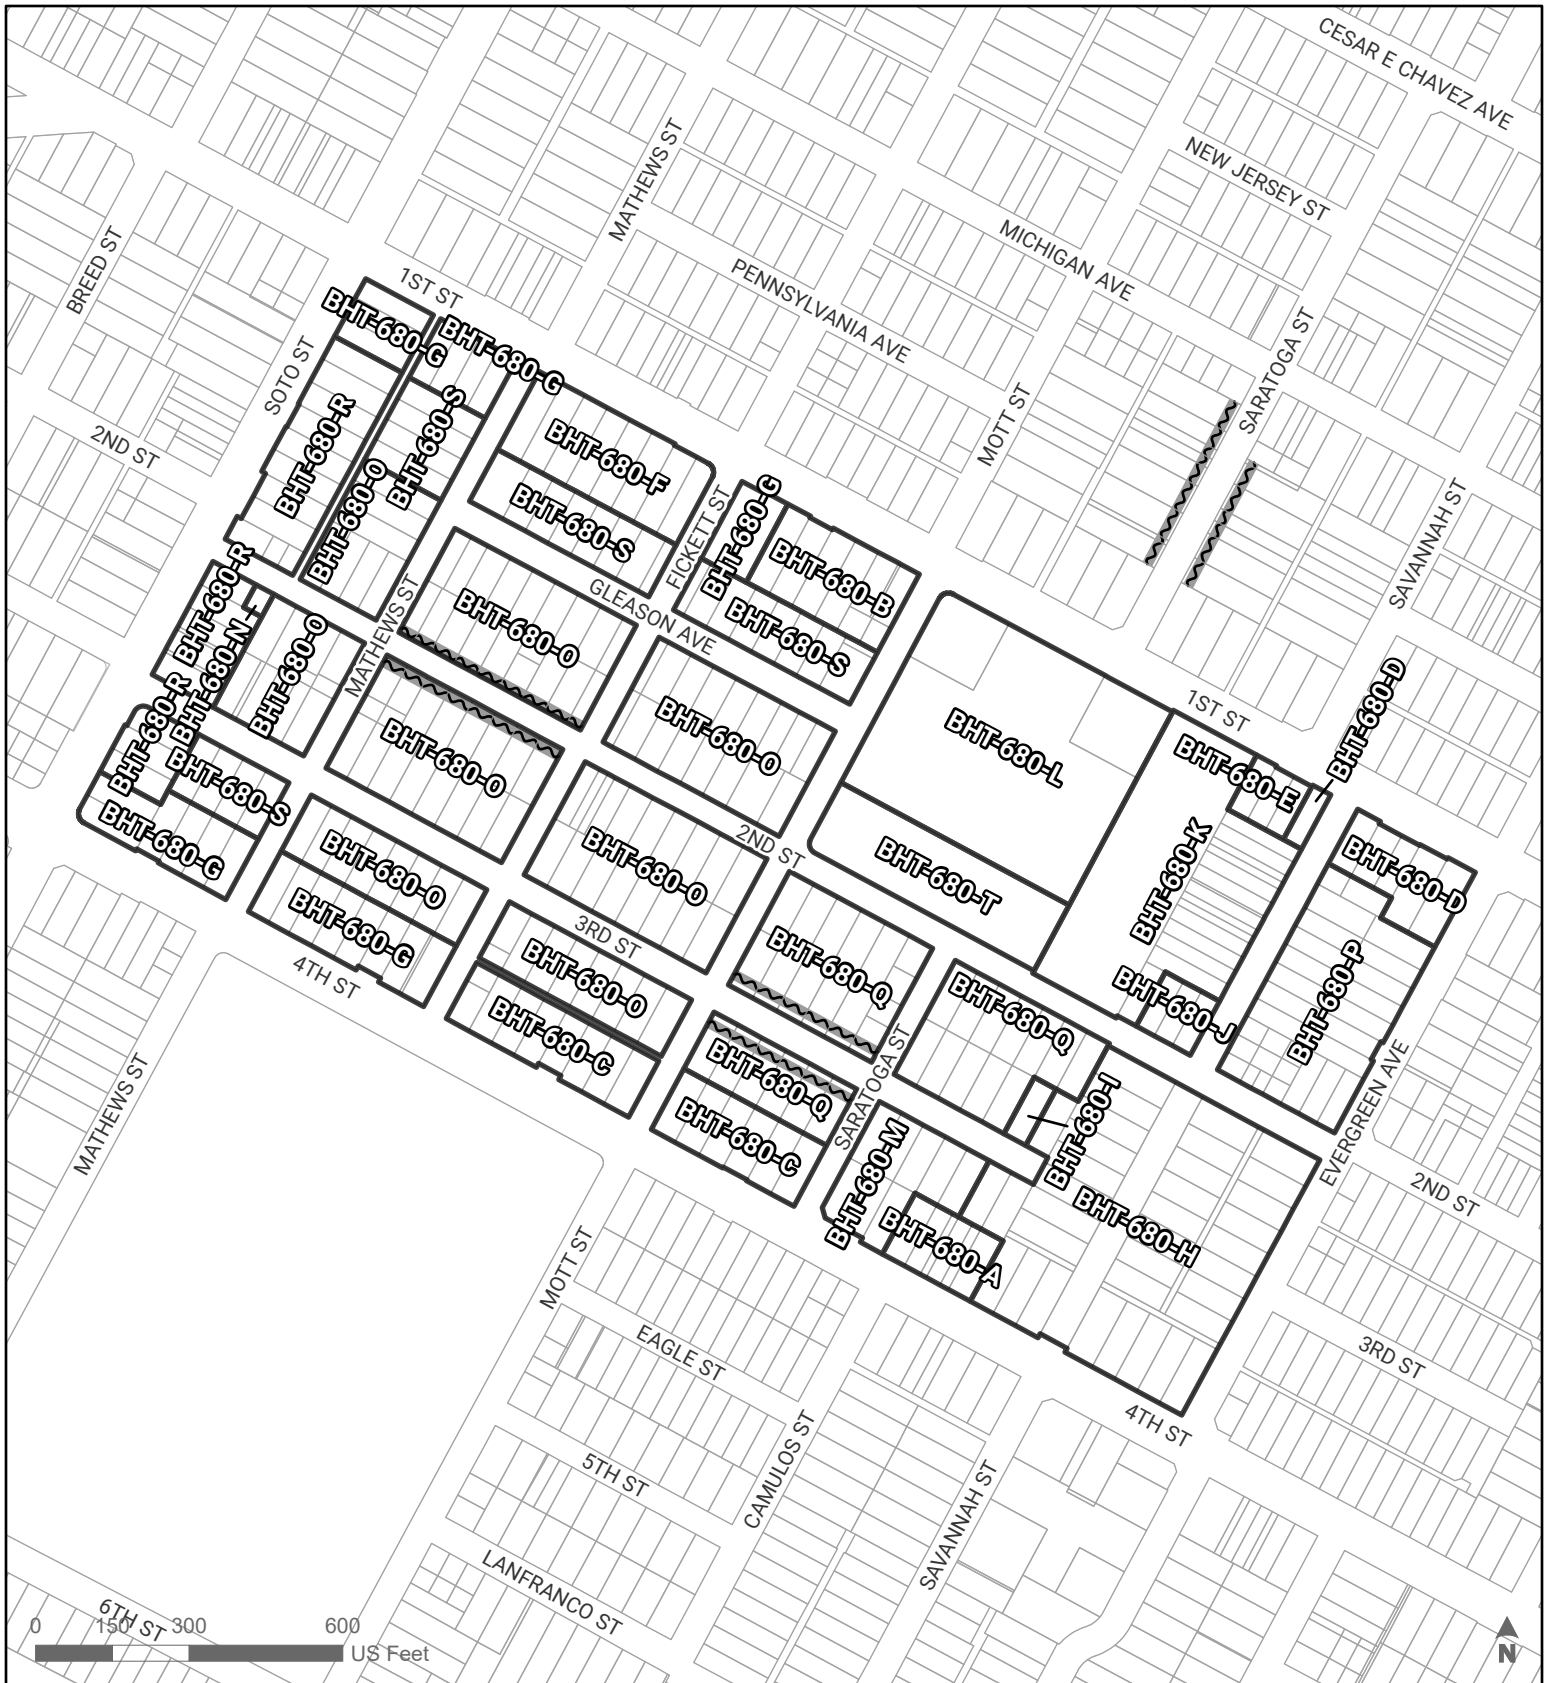 CESAR E CHAVEZ AVE
NEW JERSEY ST
MATHEWS ST
MICHIGAN AVE
BREED ST
PENNSYLVANIA AVE
1ST ST
SARATOGA ST
SOTO ST
MOTT ST
2ND ST
SAVANNAH ST
BHT-680-G
BHT-680-G
BHT-680-R
BHT-680-S
BHT-680-O
BHT-680-F
BHT-680-S
FICKETT ST
BHT-680-G
BHT-680-B
BHT-680-S
GLEASON AVE
MATHEWS ST
BHT-680-R
BHT-680-N
BHT-680-O
BHT-680-O
BHT-680-O
BHT-680-O
BHT-680-L
1ST ST
BHT-680-D
BHT-680-E
BHT-680-R
BHT-680-S
BHT-680-G
BHT-680-O
BHT-680-G
BHT-680-O
2ND ST
BHT-680-T
BHT-680-K
BHT-680-D
BHT-680-P
BHT-680-J
3RD ST
BHT-680-O
BHT-680-C
4TH ST
BHT-680-Q
BHT-680-Q
BHT-680-Q
BHT-680-C
SARATOGA ST
BHT-680-I
BHT-680-M
BHT-680-A
BHT-680-H
EVERGREEN AVE
2ND ST
MATHEWS ST
MOTT ST
EAGLE ST
3RD ST
4TH ST
5TH ST
CAMULOS ST
SAVANNAH ST
LANFRANCO ST
6TH ST
0 150 300 600
US Feet
N